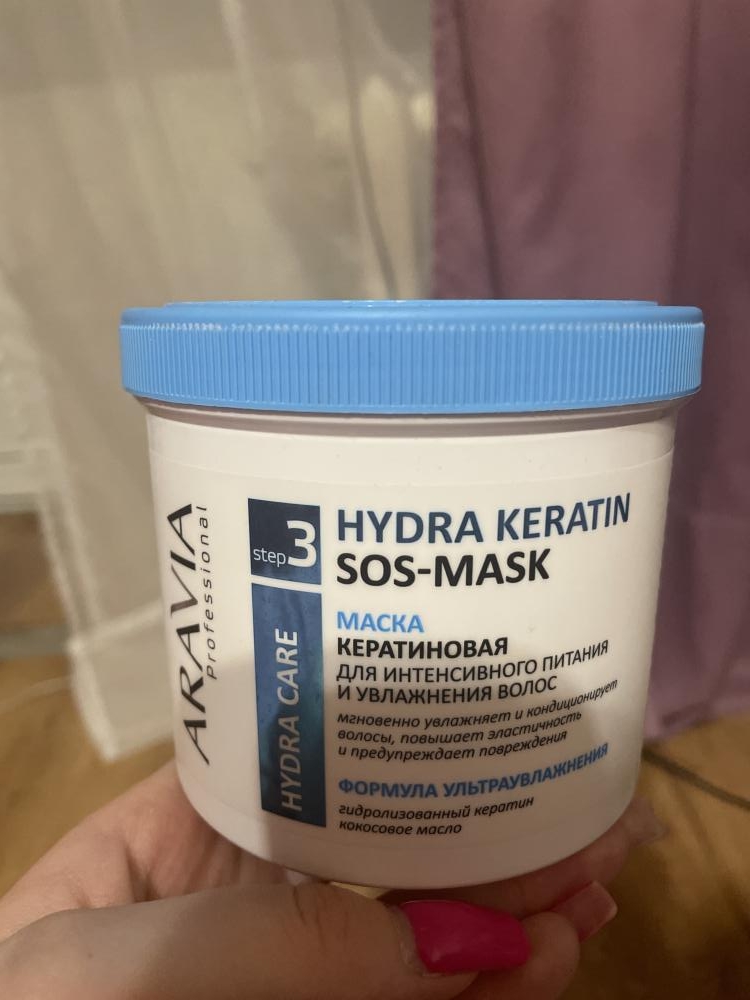 ARAVIA
Professional
step 3
HYDRA CARE
HYDRA KERATIN
SOS-MASK
МАСКА
КЕРАТИНОВАЯ
ДЛЯ ИНТЕНСИВНОГО ПИТАНИЯ
И УВЛАЖНЕНИЯ ВОЛОС
мгновенно увлажняет и кондиционирует
волосы, повышает эластичность
и предупреждает повреждения
ФОРМУЛА УЛЬТРАУВЛАЖНЕНИЯ
гидролизованный кератин
кокосовое масло